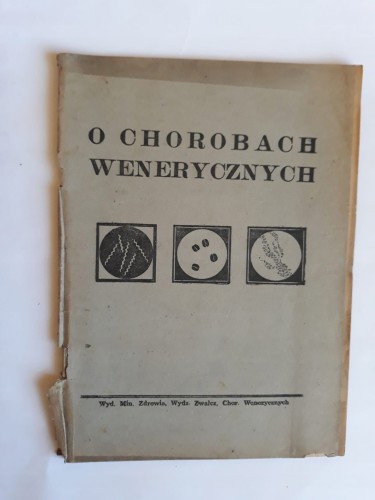 O CHOROBACH
WENERYCZNYCH
Wyd. Min. Zdrowia, Wydz. Zwalcz. Chor. Wenerycznych